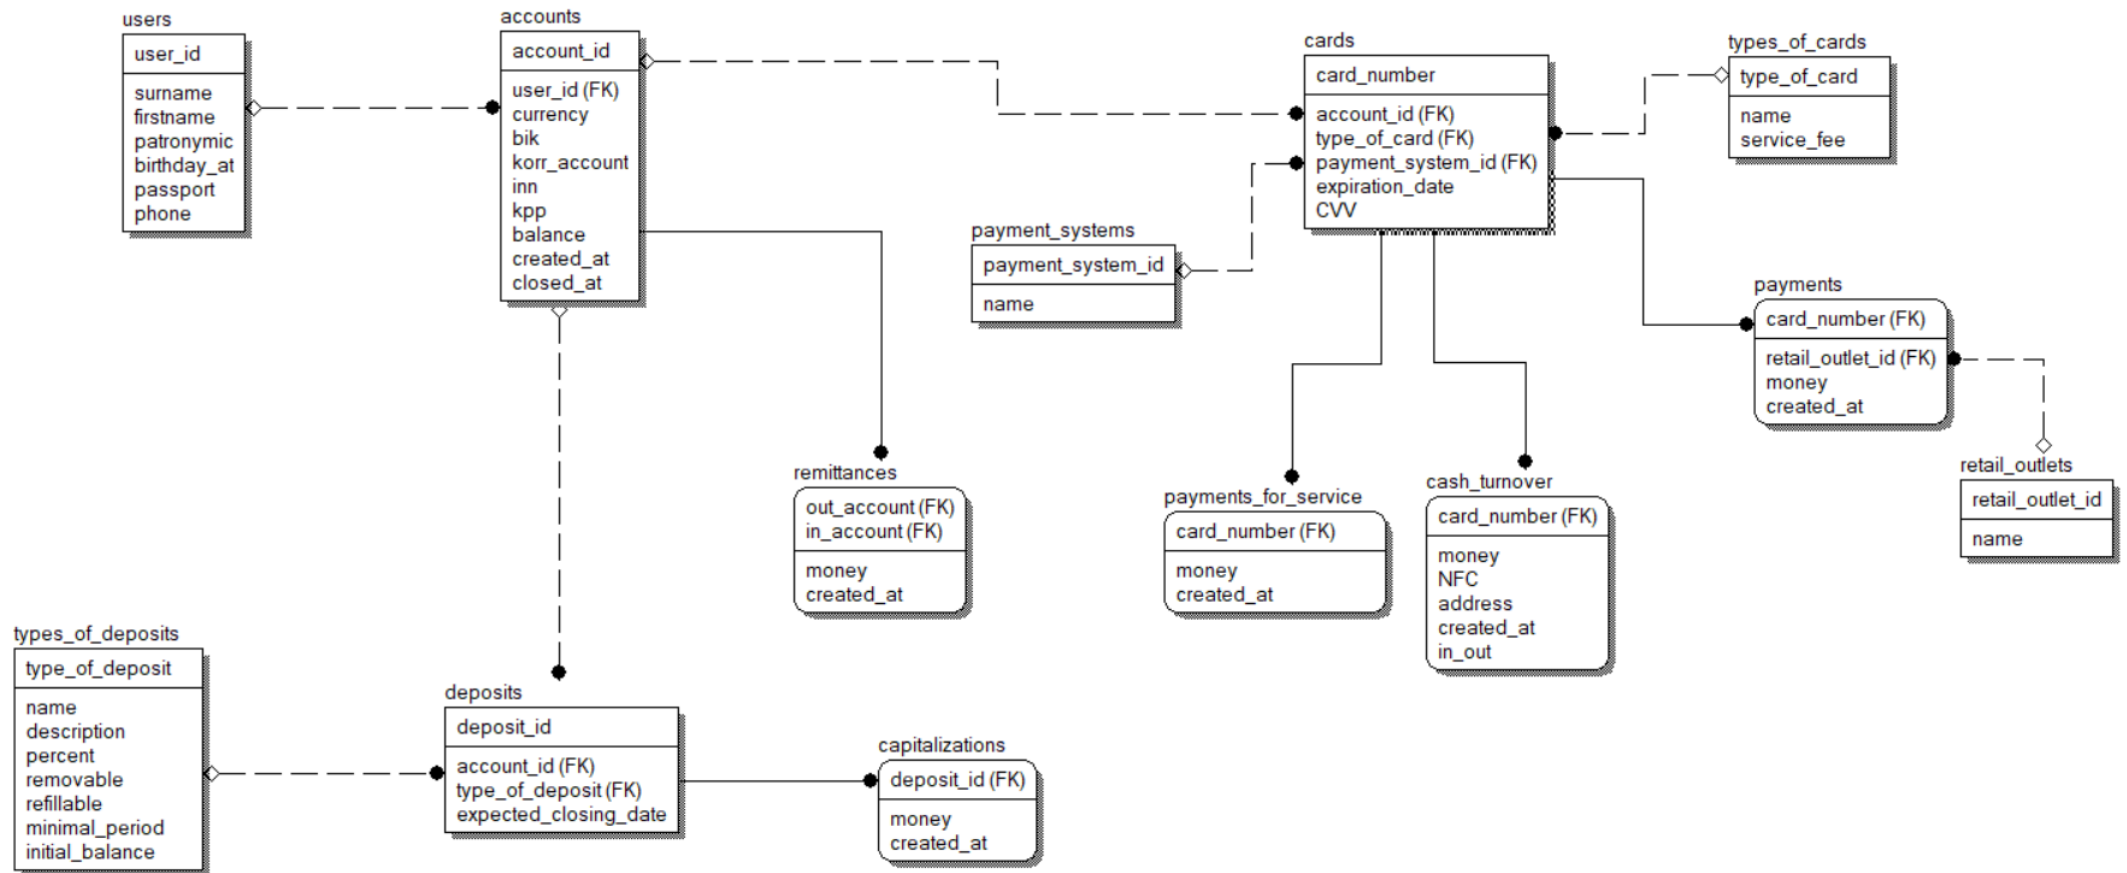 users
user_id
surname
firstname
patronymic
birthday_at
passport
phone
accounts
account_id
user_id (FK)
currency
bik
korr_account
inn
kpp
balance
created_at
closed_at
cards
card_number
account_id (FK)
type_of_card (FK)
payment_system_id (FK)
expiration_date
CVV
types_of_cards
type_of_card
name
service_fee
payment_systems
payment_system_id
name
payments
card_number (FK)
retail_outlet_id (FK)
money
created_at
retail_outlets
retail_outlet_id
name
remittances
out_account (FK)
in_account (FK)
money
created_at
payments_for_service
card_number (FK)
money
created_at
cash_turnover
card_number (FK)
money
NFC
address
created_at
in_out
types_of_deposits
type_of_deposit
name
description
percent
removable
refillable
minimal_period
initial_balance
deposits
deposit_id
account_id (FK)
type_of_deposit (FK)
expected_closing_date
capitalizations
deposit_id (FK)
money
created_at